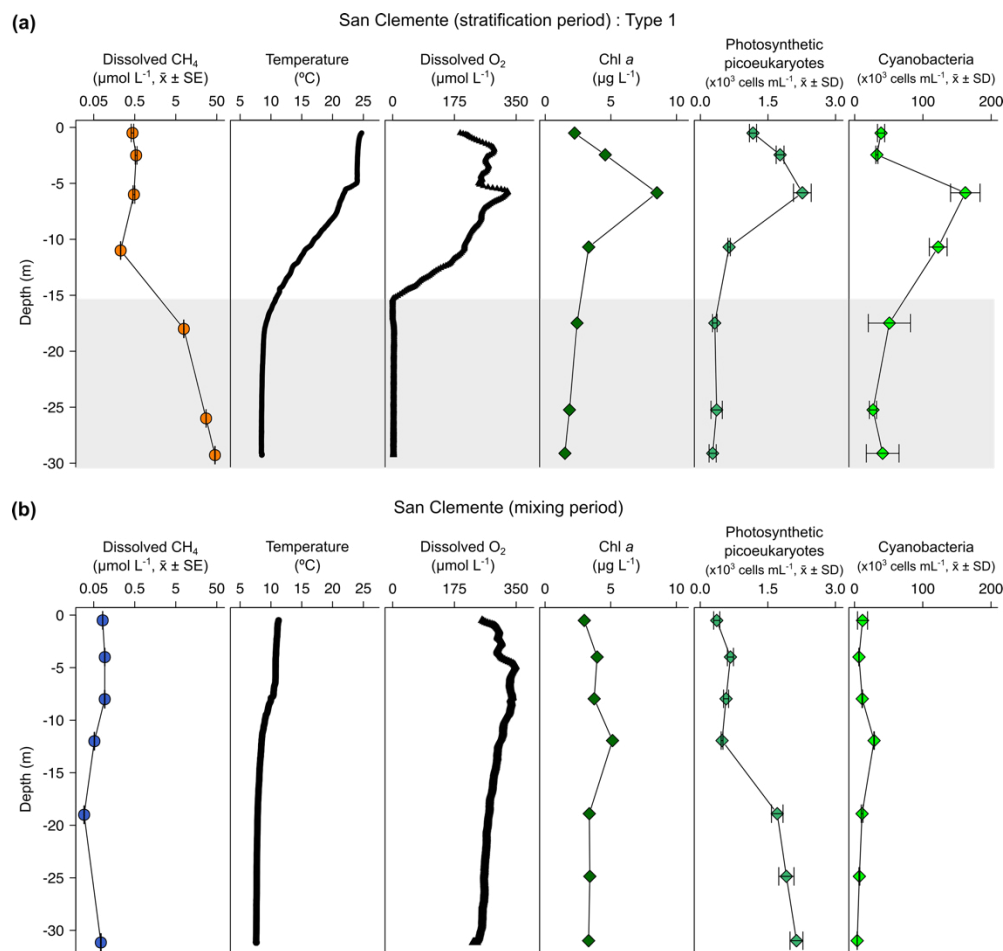 (a)
San Clemente (stratification period) : Type 1
Dissolved CH₄
(µmol L⁻¹, x̄ ± SE)
0.05 0.5 5 50
Temperature
(ºC)
5 10 15 20 25
Dissolved O₂
(µmol L⁻¹)
0 175 350
Chl a
(µg L⁻¹)
0 5 10
Photosynthetic
picoeukaryotes
(x10³ cells mL⁻¹, x̄ ± SD)
0.0 1.5 3.0
Cyanobacteria
(x10³ cells mL⁻¹, x̄ ± SD)
0 100 200
Depth (m)
0
-5
-10
-15
-20
-25
-30
(b)
San Clemente (mixing period)
Dissolved CH₄
(µmol L⁻¹, x̄ ± SE)
0.05 0.5 5 50
Temperature
(ºC)
5 10 15 20 25
Dissolved O₂
(µmol L⁻¹)
0 175 350
Chl a
(µg L⁻¹)
0 5 10
Photosynthetic
picoeukaryotes
(x10³ cells mL⁻¹, x̄ ± SD)
0.0 1.5 3.0
Cyanobacteria
(x10³ cells mL⁻¹, x̄ ± SD)
0 100 200
Depth (m)
0
-5
-10
-15
-20
-25
-30